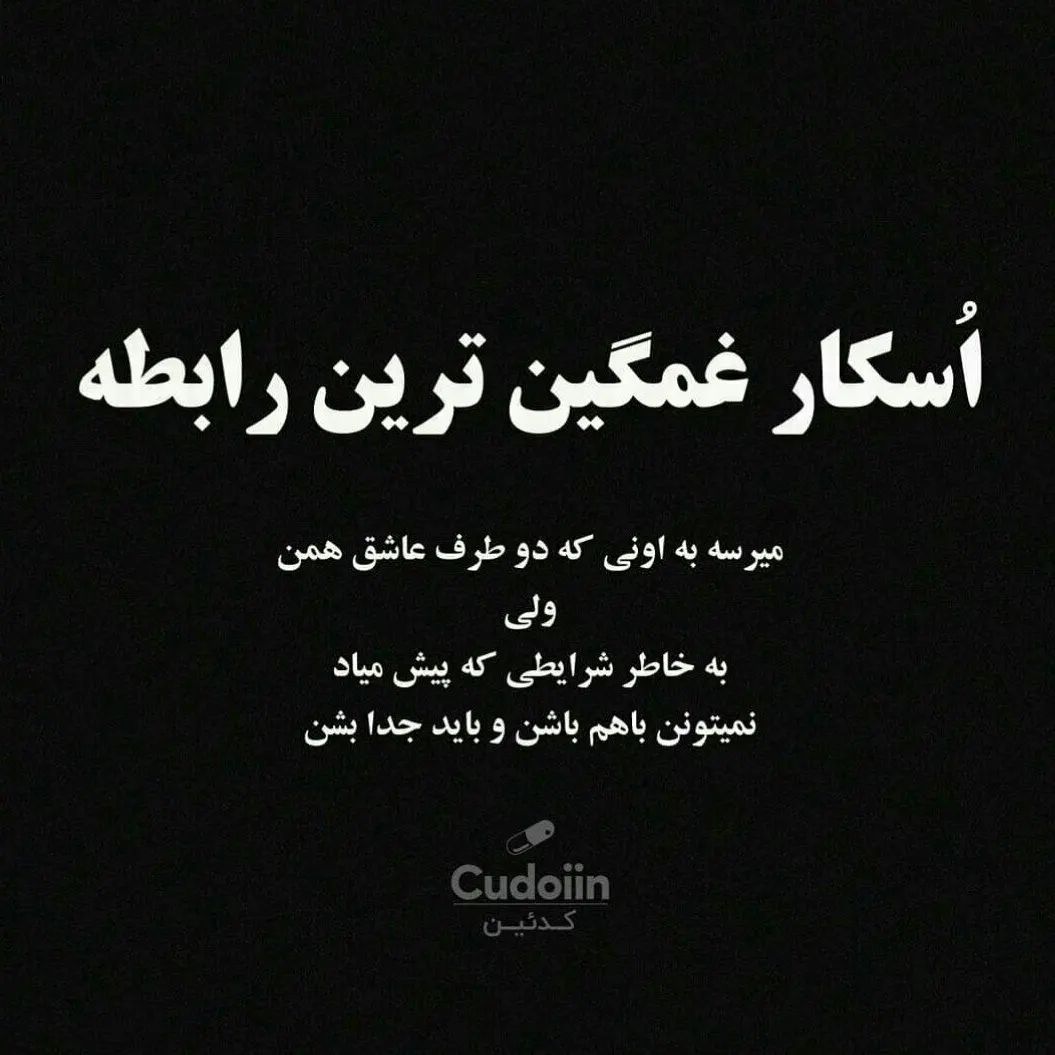 اُسکار غمگین ترین رابطه
میرسه به اونی که دو طرف عاشق همن
ولی
به خاطر شرایطی که پیش میاد
نمیتونن باهم باشن و باید جدا بشن
Cudoiin
کدئین